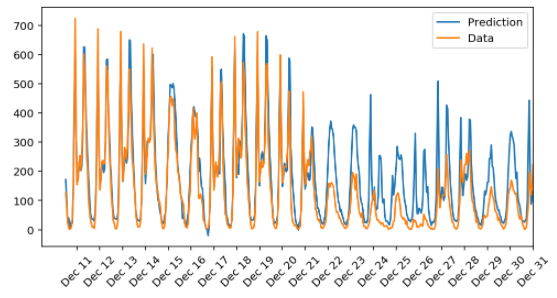 Prediction
Data
700
600
500
400
300
200
100
0
Dec 11
Dec 12
Dec 13
Dec 14
Dec 15
Dec 16
Dec 17
Dec 18
Dec 19
Dec 20
Dec 21
Dec 22
Dec 23
Dec 24
Dec 25
Dec 26
Dec 27
Dec 28
Dec 29
Dec 30
Dec 31